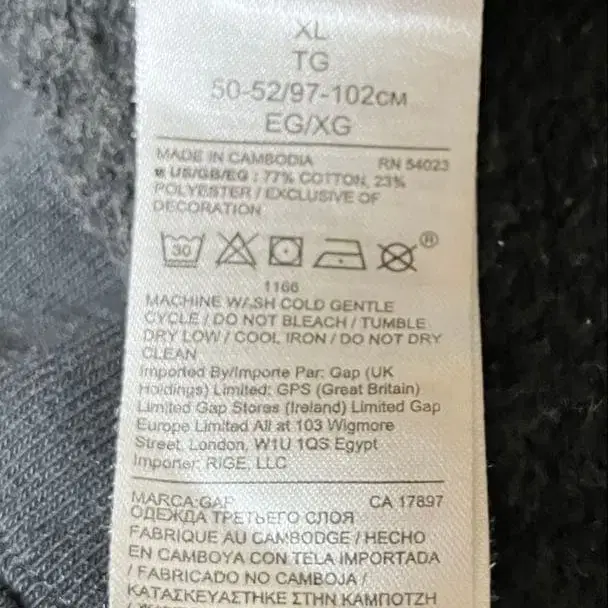 XL
TG
50-52/97-102CM
EG/XG
MADE IN CAMBODIA RN 54023
US/GB/EG : 77% COTTON, 23%
POLYESTER / EXCLUSIVE OF
DECORATION
30 ®
1166
MACHINE WASH COLD GENTLE
CYCLE / DO NOT BLEACH / TUMBLE
DRY LOW / COOL IRON / DO NOT DRY
CLEAN
Imported By/Importe Par: Gap (UK
Holdings) Limited: GPS (Great Britain)
Limited Gap Stores (Ireland) Limited Gap
Europe Limited All at 103 Wigmore
Street, London, W1U 1QS Egypt
Importer: RIGE, LLC
MARCA:GAP CA 17897
ОДЕЖДА ТРЕТЬЕГО СЛОЯ
FABRIQUE AU CAMBODGE / HECHO
EN CAMBOYA CON TELA IMPORTADA
/ FABRICADO NO CAMBOJA /
ΚΑΤΑΣΚΕΥΑΣΤΗΚΕ ΣΤΗΝ ΚΑΜΠΟΤΖΗ